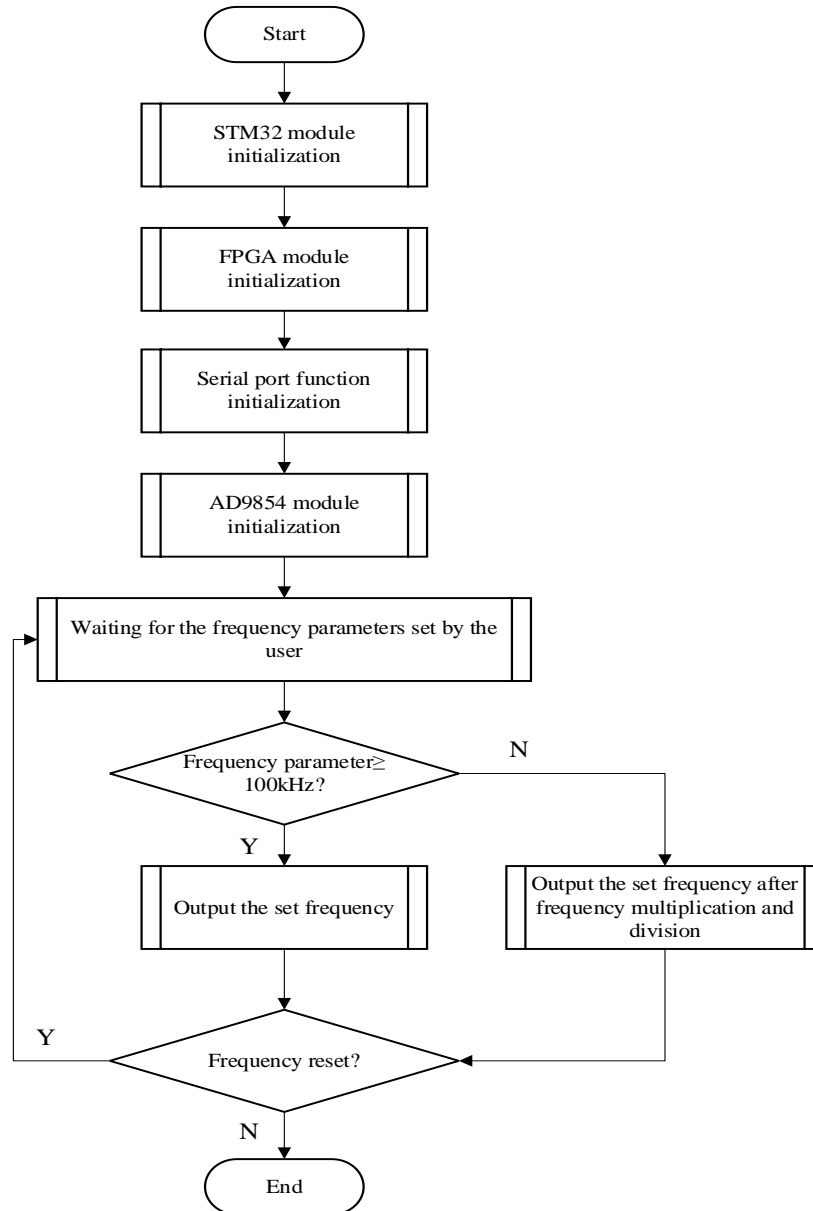 Start
STM32 module
initialization
FPGA module
initialization
Serial port function
initialization
AD9854 module
initialization
Waiting for the frequency parameters set by the
user
Frequency parameter≥
100kHz?
N
Y
Output the set frequency
Output the set frequency after
frequency multiplication and
division
Y
Frequency reset?
N
End